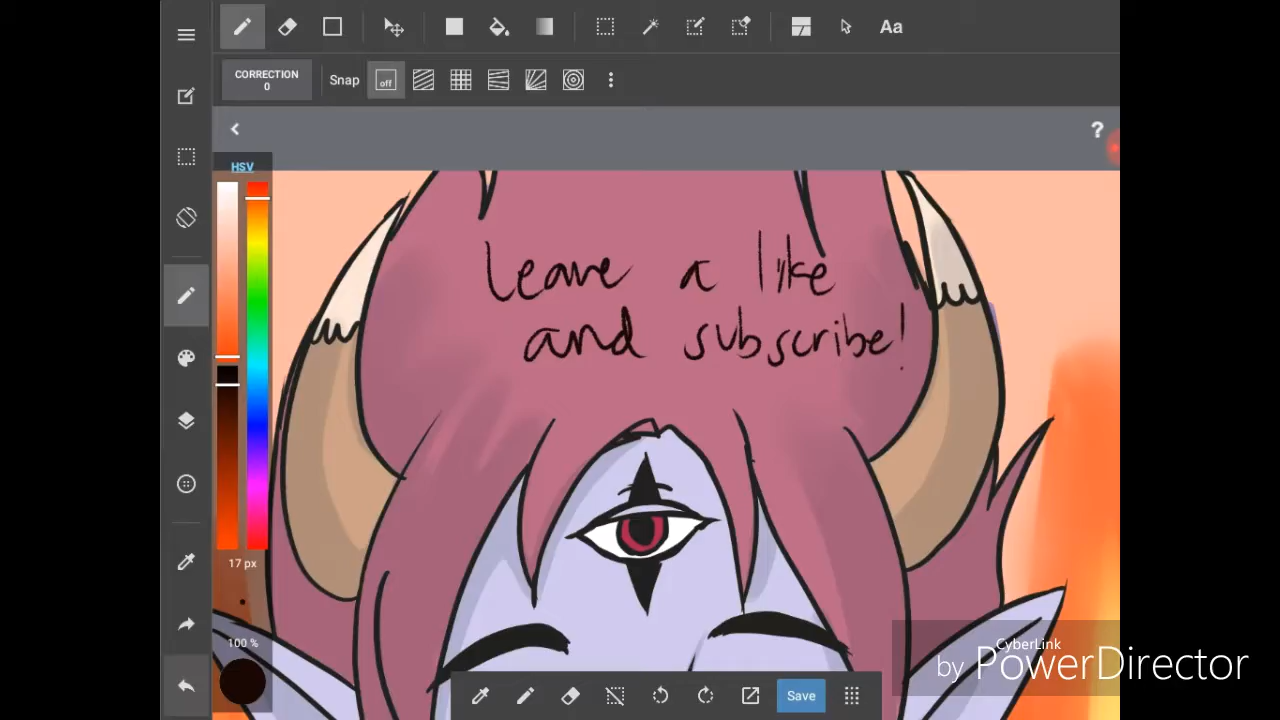 Aa
CORRECTION
0
Snap
off
?
HSV
Leave a like
and subscribe!
17 px
100 %
CyberLink
by PowerDirector
Save